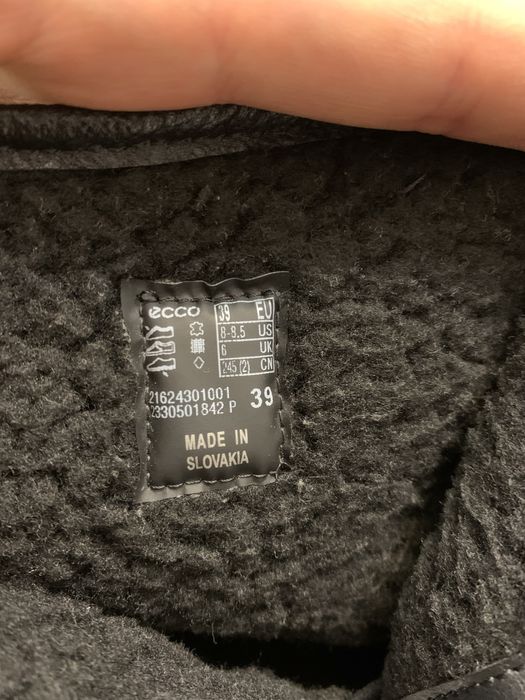 ecco
39 EU
8-8.5 US
6 UK
245 (2) CN
21624301001
2330501842 P 39
MADE IN
SLOVAKIA